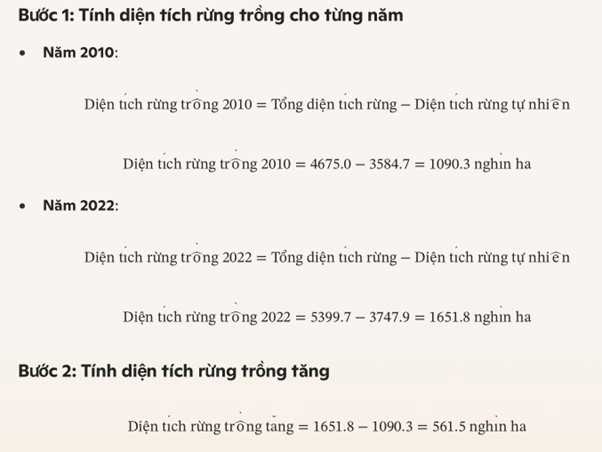 Bước 1: Tính diện tích rừng trồng cho từng năm
• Năm 2010:
Diện tích rừng trồng 2010 = Tổng diện tích rừng − Diện tích rừng tự nhiên
Diện tích rừng trồng 2010 = 4675.0 − 3584.7 = 1090.3 nghìn ha
• Năm 2022:
Diện tích rừng trồng 2022 = Tổng diện tích rừng − Diện tích rừng tự nhiên
Diện tích rừng trồng 2022 = 5399.7 − 3747.9 = 1651.8 nghìn ha
Bước 2: Tính diện tích rừng trồng tăng
Diện tích rừng trồng tăng = 1651.8 − 1090.3 = 561.5 nghìn ha